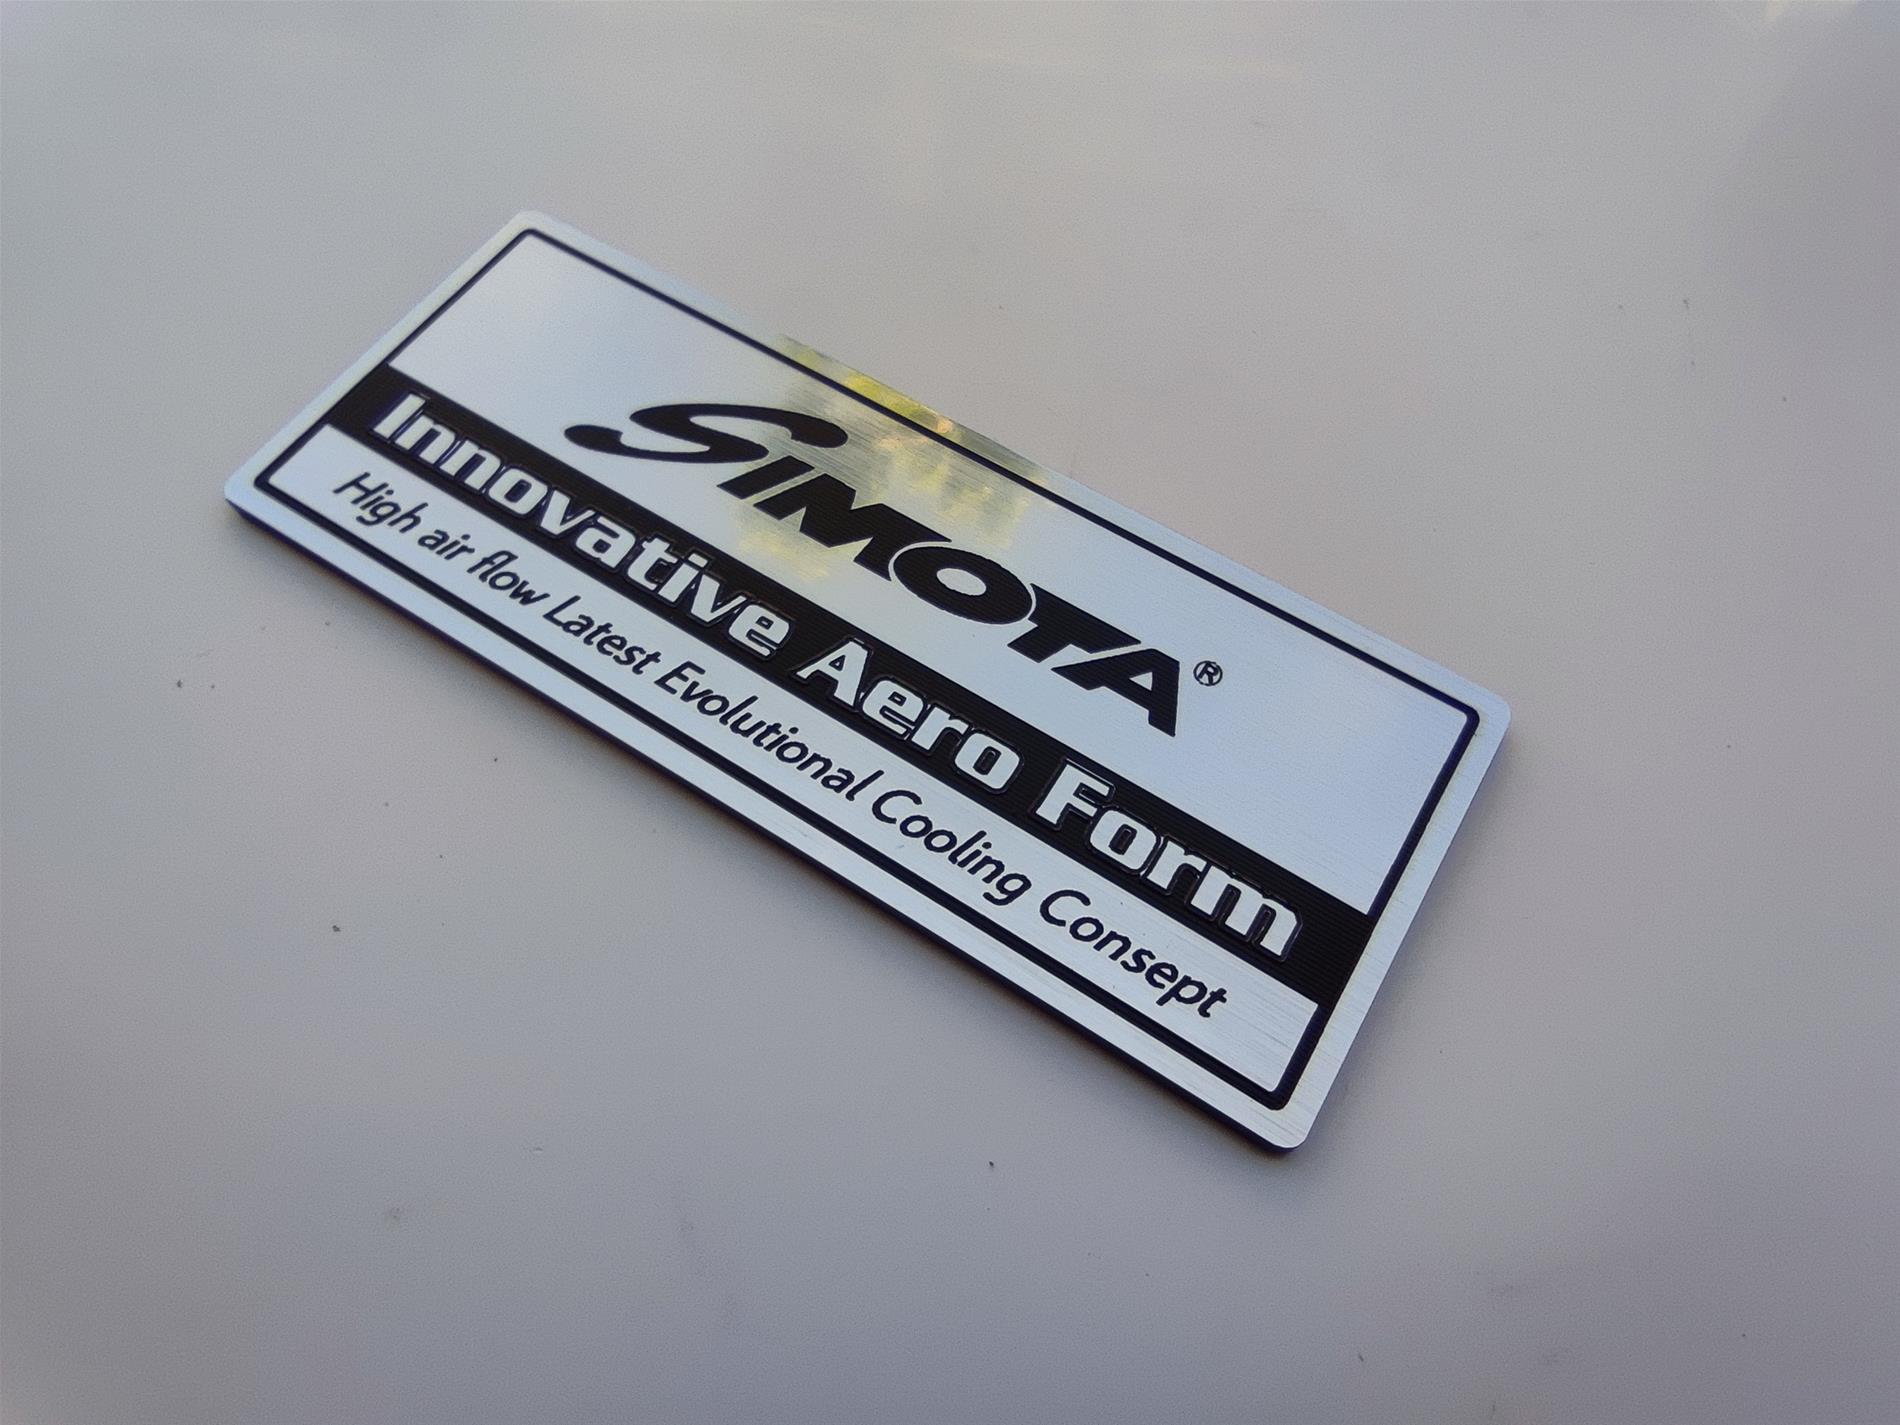 SIMOTA®
Innovative Aero Form
High air flow Latest Evolutional Cooling Consept